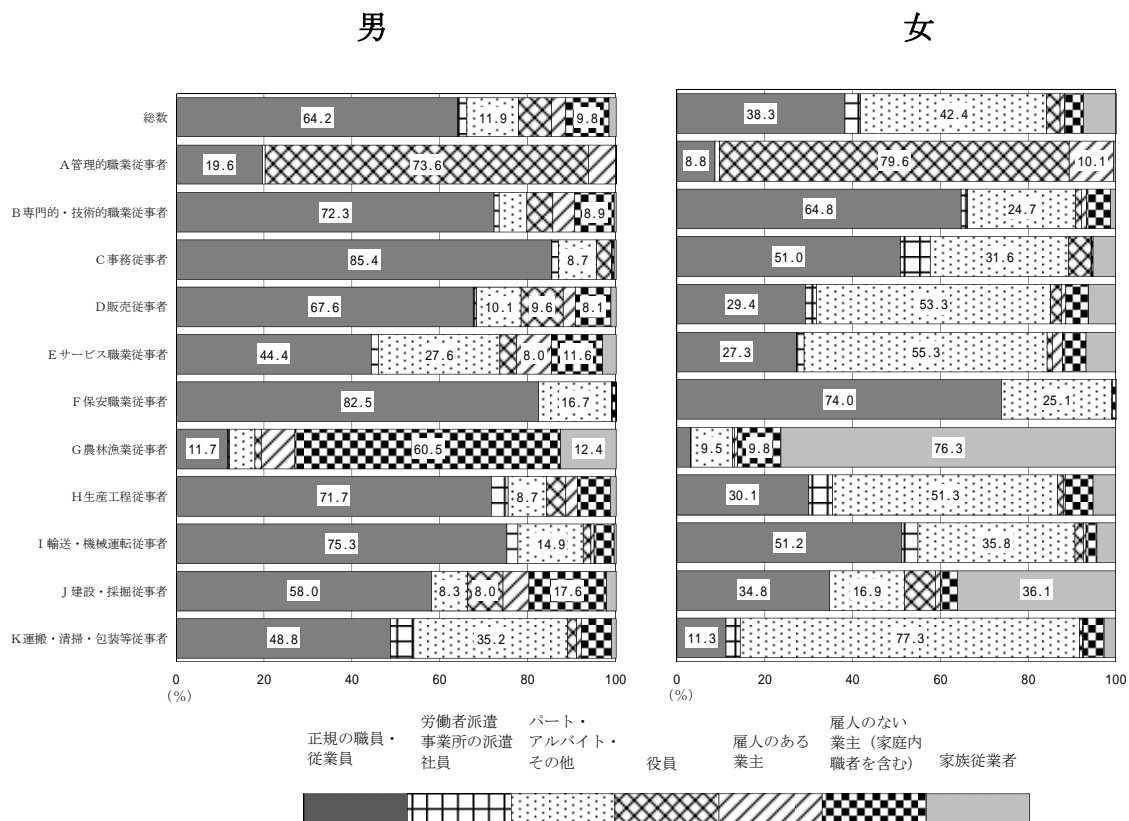 男
女
総数
64.2
11.9
9.8
38.3
42.4
A管理的職業従事者
19.6
73.6
8.8
79.6
10.1
B専門的・技術的職業従事者
72.3
8.9
64.8
24.7
C事務従事者
85.4
8.7
51.0
31.6
D販売従事者
67.6
10.1
9.6
8.1
29.4
53.3
Eサービス職業従事者
44.4
27.6
8.0
11.6
27.3
55.3
F保安職業従事者
82.5
16.7
74.0
25.1
G農林漁業従事者
11.7
60.5
12.4
9.5
9.8
76.3
H生産工程従事者
71.7
8.7
30.1
51.3
I輸送・機械運転従事者
75.3
14.9
51.2
35.8
J建設・採掘従事者
58.0
8.3
8.0
17.6
34.8
16.9
36.1
K運搬・清掃・包装等従事者
48.8
35.2
11.3
77.3
0 20 40 60 80 100
(%)
0 20 40 60 80 100
(%)
正規の職員・
従業員
労働者派遣
事業所の派遣
社員
パート・
アルバイト・
その他
役員
雇人のある
業主
雇人のない
業主（家庭内
職者を含む）
家族従業者